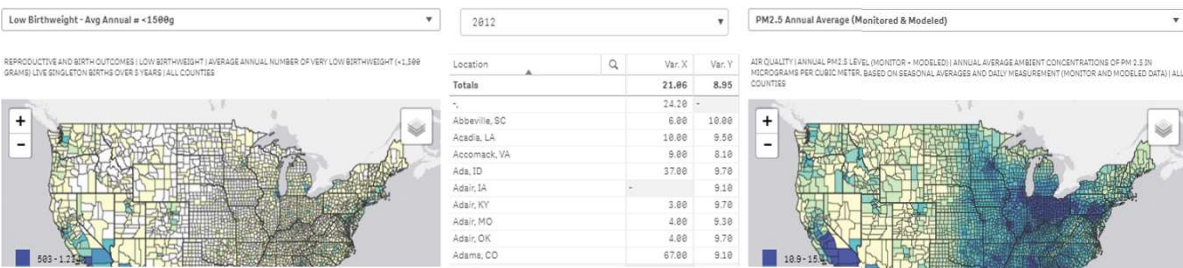 Low Birthweight - Avg Annual # <1500g
REPRODUCTIVE AND BIRTH OUTCOMES | LOW BIRTHWEIGHT | AVERAGE ANNUAL NUMBER OF VERY LOW BIRTHWEIGHT (<1,500
GRAMS) LIVE SINGLETON BIRTHS OVER 5 YEARS | ALL COUNTIES
+
-
503 -
2012
Location Var. X Var. Y
Totals 21.06 8.95
-, 24.20 -
Abbeville, SC 6.00 10.00
Acadia, LA 10.00 9.50
Accomack, VA 9.00 8.10
Ada, ID 37.00 9.70
Adair, IA - 9.10
Adair, KY 3.00 9.70
Adair, MO 4.00 9.30
Adair, OK 4.00 9.70
Adams, CO 67.00 9.10
PM2.5 Annual Average (Monitored & Modeled)
AIR QUALITY | ANNUAL PM2.5 LEVEL (MONITOR + MODELED) | ANNUAL AVERAGE AMBIENT CONCENTRATIONS OF PM 2.5 IN
MICROGRAMS PER CUBIC METER, BASED ON SEASONAL AVERAGES AND DAILY MEASUREMENT (MONITOR AND MODELED DATA) | ALL
COUNTIES
+
-
10.9 -